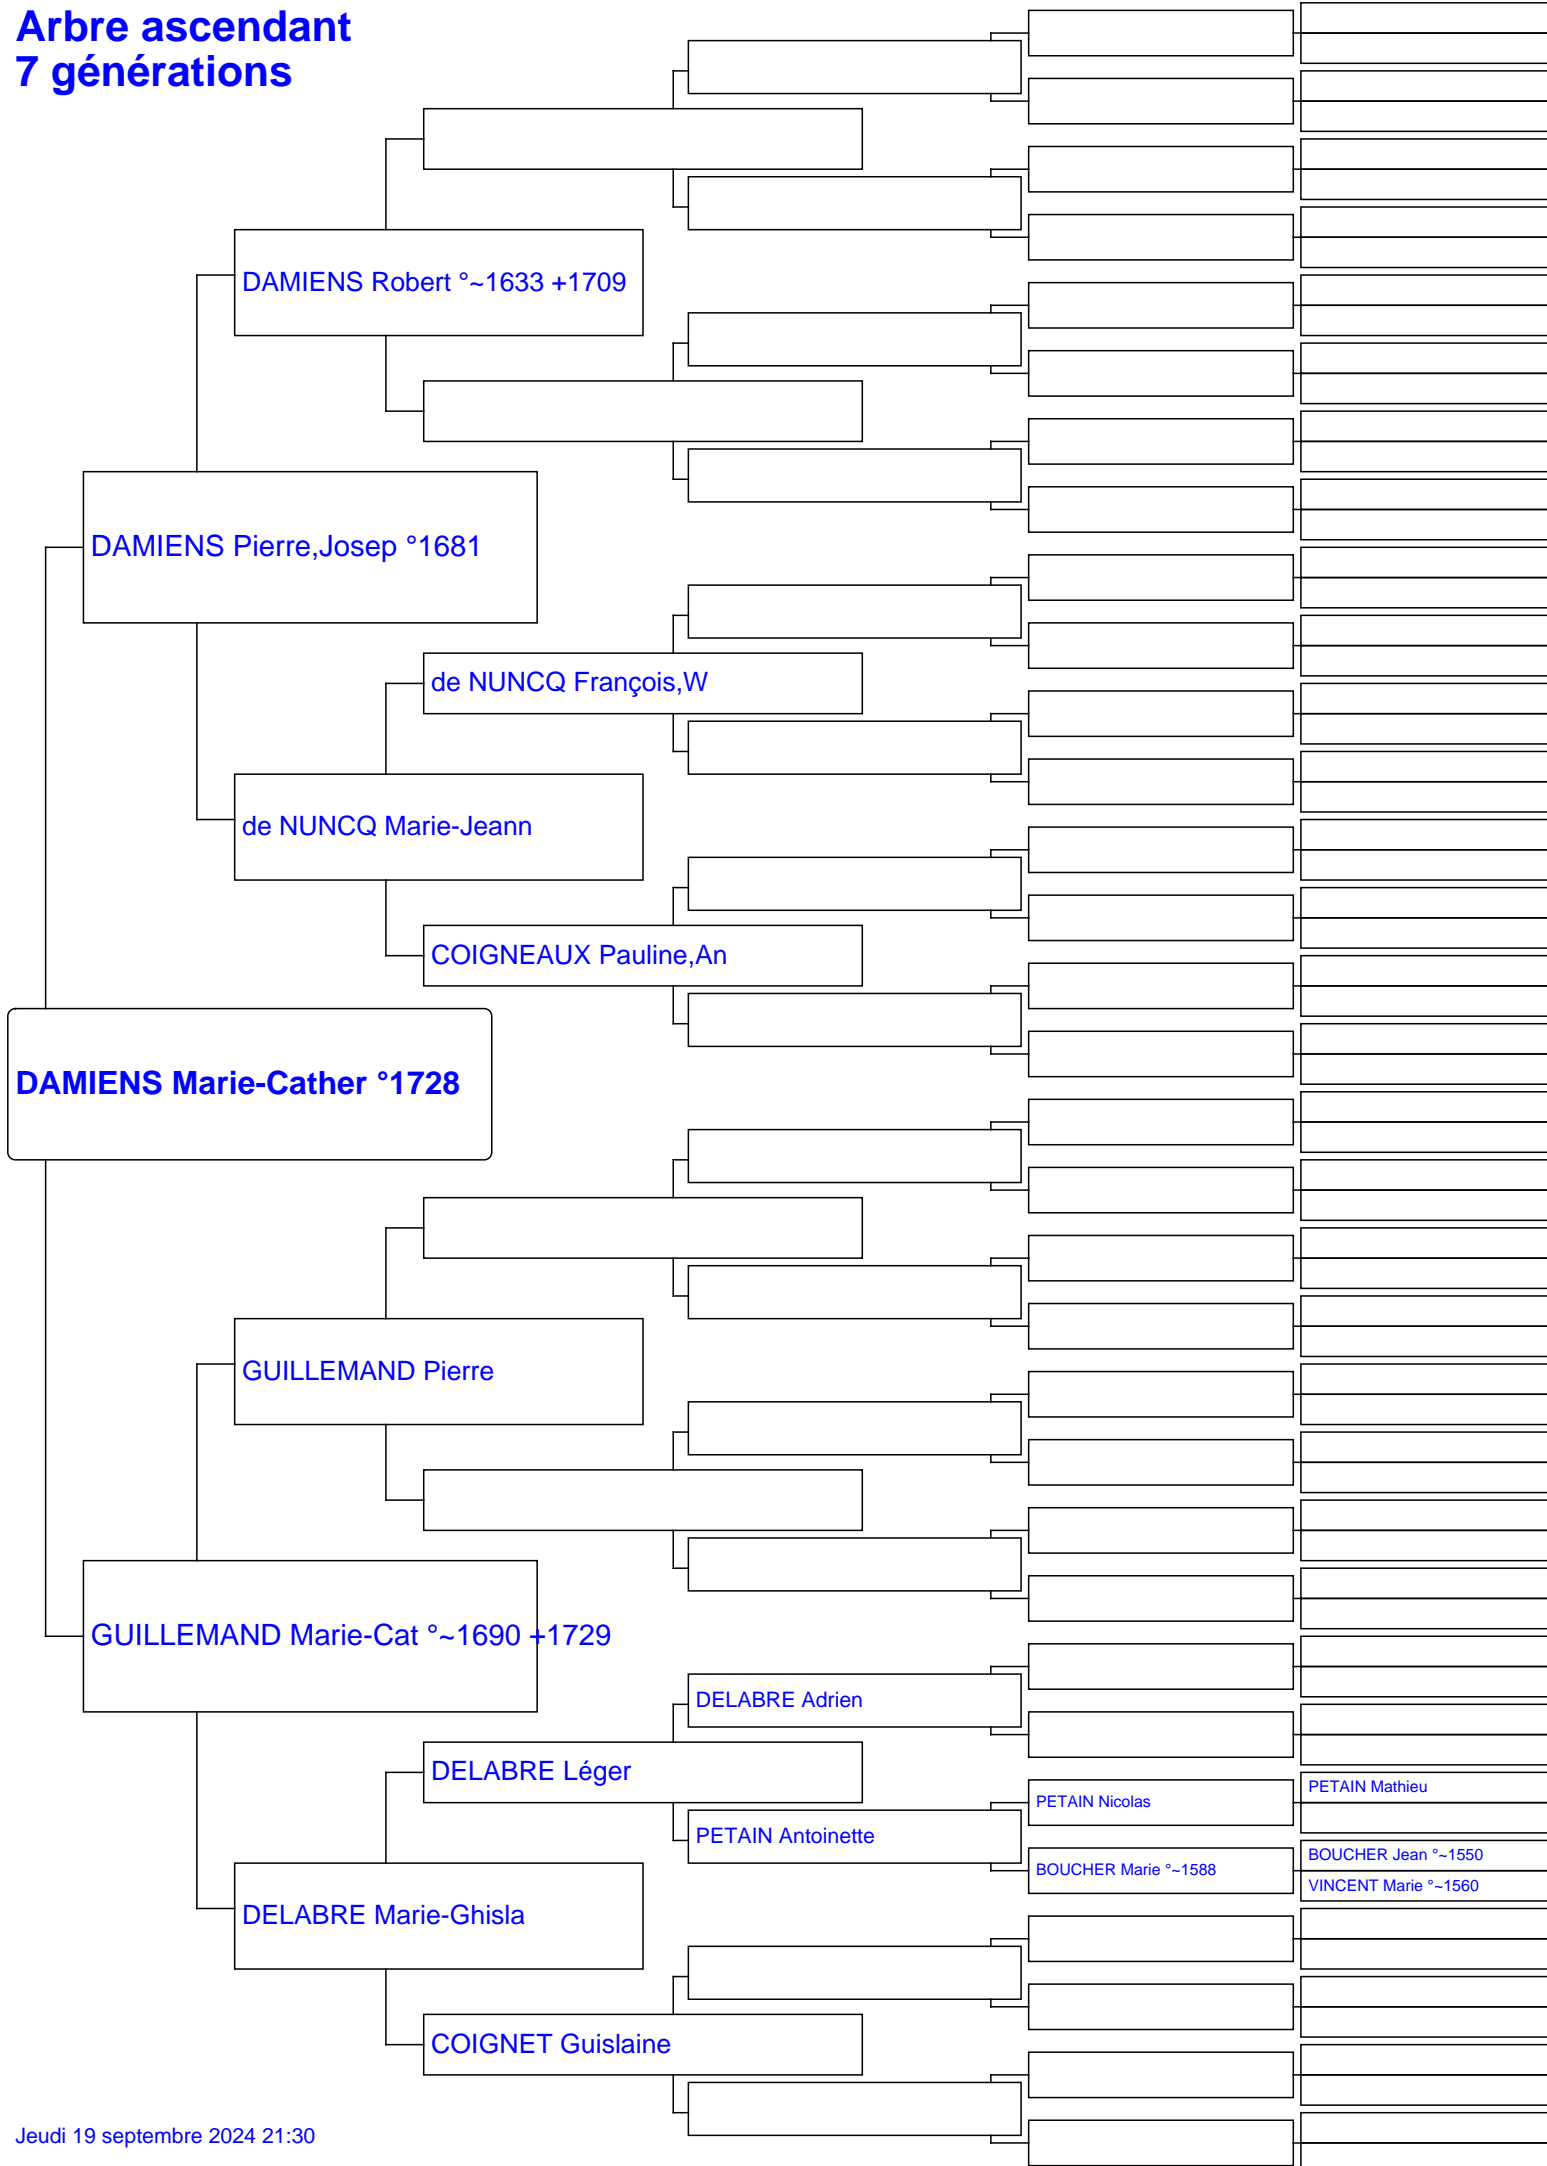 Arbre ascendant
7 générations
DAMIENS Robert °~1633 +1709
DAMIENS Pierre,Josep °1681
de NUNCQ François,W
de NUNCQ Marie-Jeann
COIGNEAUX Pauline,An
DAMIENS Marie-Cather °1728
GUILLEMAND Pierre
GUILLEMAND Marie-Cat °~1690 +1729
DELABRE Adrien
DELABRE Léger
PETAIN Mathieu
PETAIN Nicolas
PETAIN Antoinette
BOUCHER Jean °~1550
BOUCHER Marie °~1588
VINCENT Marie °~1560
DELABRE Marie-Ghisla
COIGNET Guislaine
Jeudi 19 septembre 2024 21:30